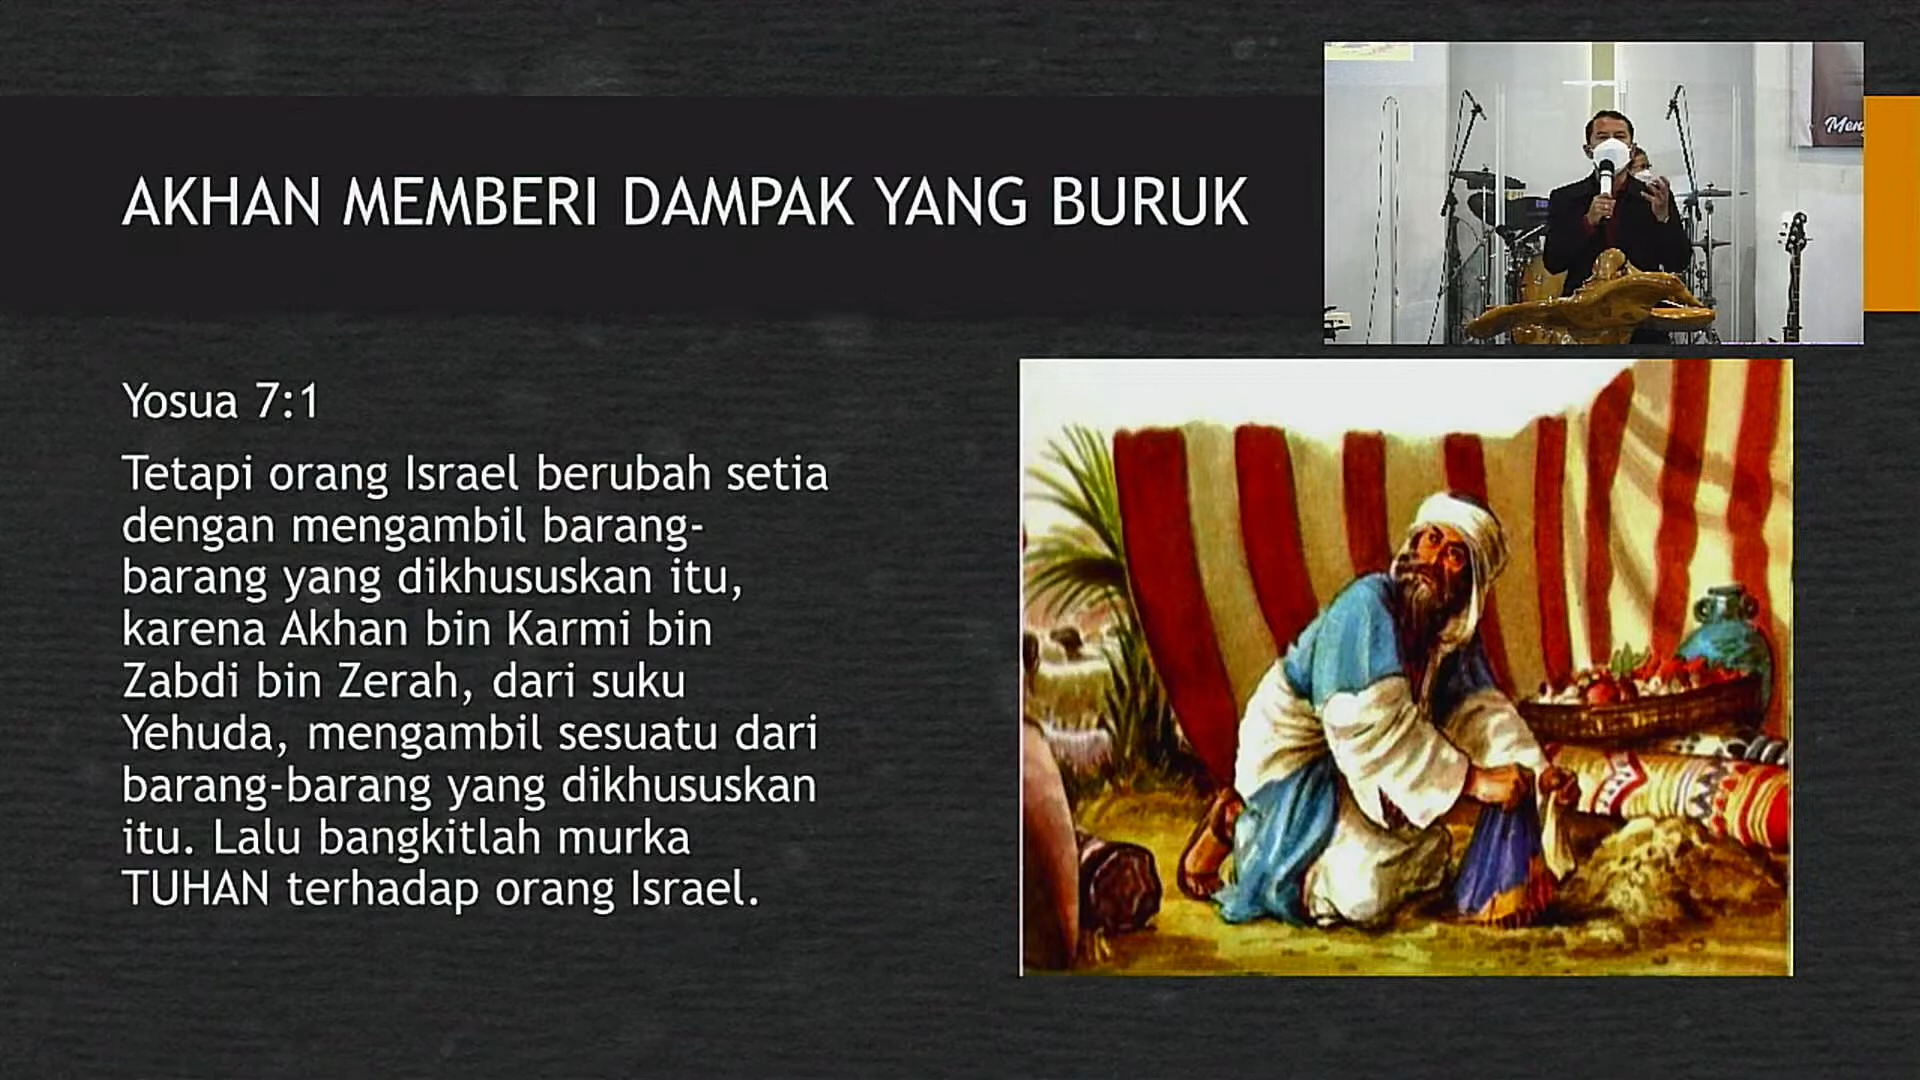 AKHAN MEMBERI DAMPAK YANG BURUK
Yosua 7:1
Tetapi orang Israel berubah setia
dengan mengambil barang-
barang yang dikhususkan itu,
karena Akhan bin Karmi bin
Zabdi bin Zerah, dari suku
Yehuda, mengambil sesuatu dari
barang-barang yang dikhususkan
itu. Lalu bangkitlah murka
TUHAN terhadap orang Israel.